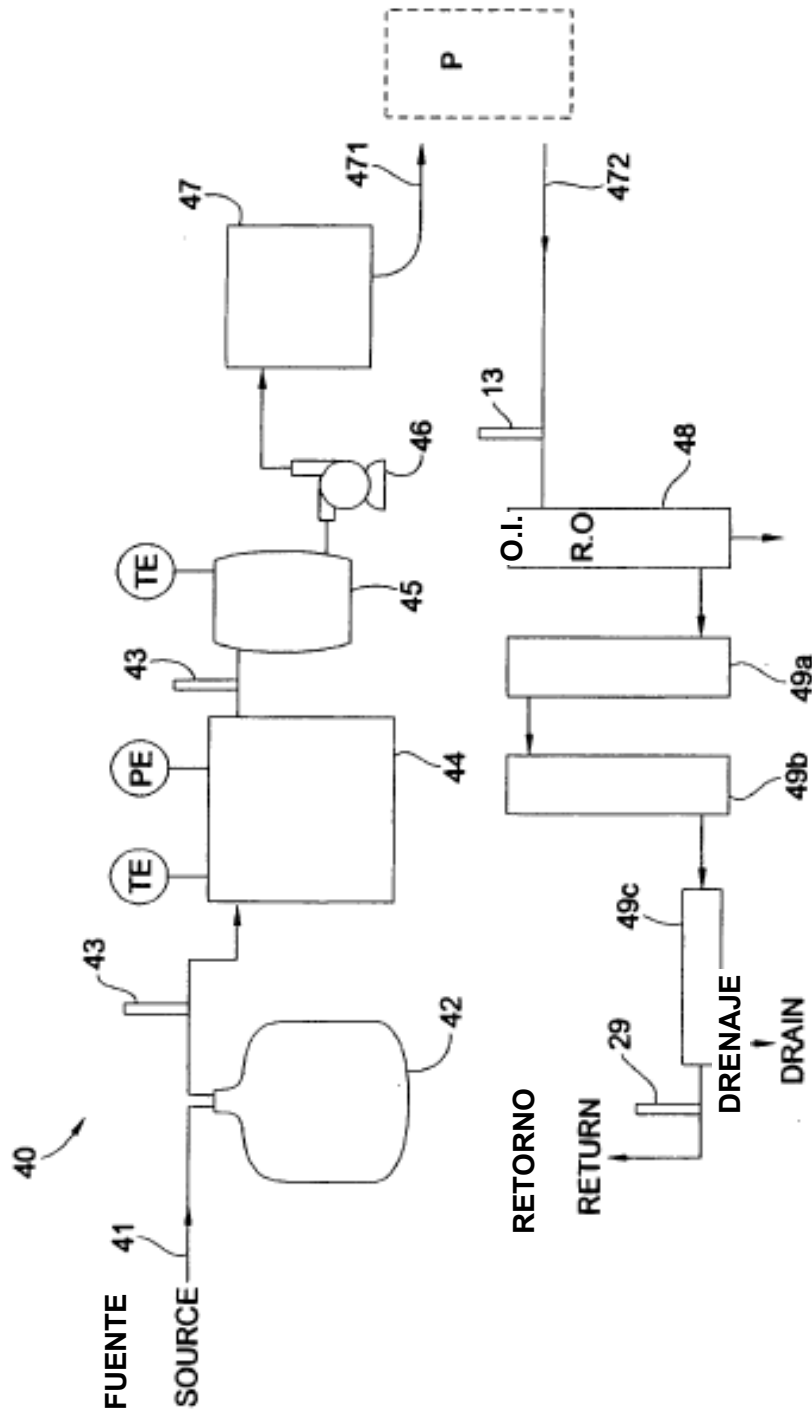 40
FUENTE
SOURCE
41
42
43
TE
PE
44
43
TE
45
46
47
471
P
472
13
O.I.
R.O
48
49a
49b
49c
DRENAJE
DRAIN
29
RETORNO
RETURN